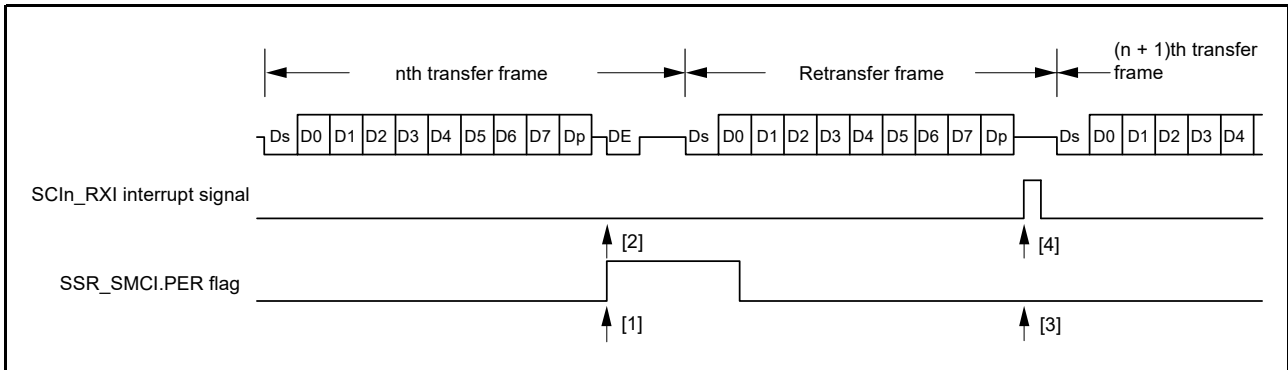 nth transfer frame
Retransfer frame
(n + 1)th transfer
frame
Ds D0 D1 D2 D3 D4 D5 D6 D7 Dp DE Ds D0 D1 D2 D3 D4 D5 D6 D7 Dp Ds D0 D1 D2 D3 D4
SCIn_RXI interrupt signal
[2] [4]
SSR_SMCI.PER flag
[1] [3]